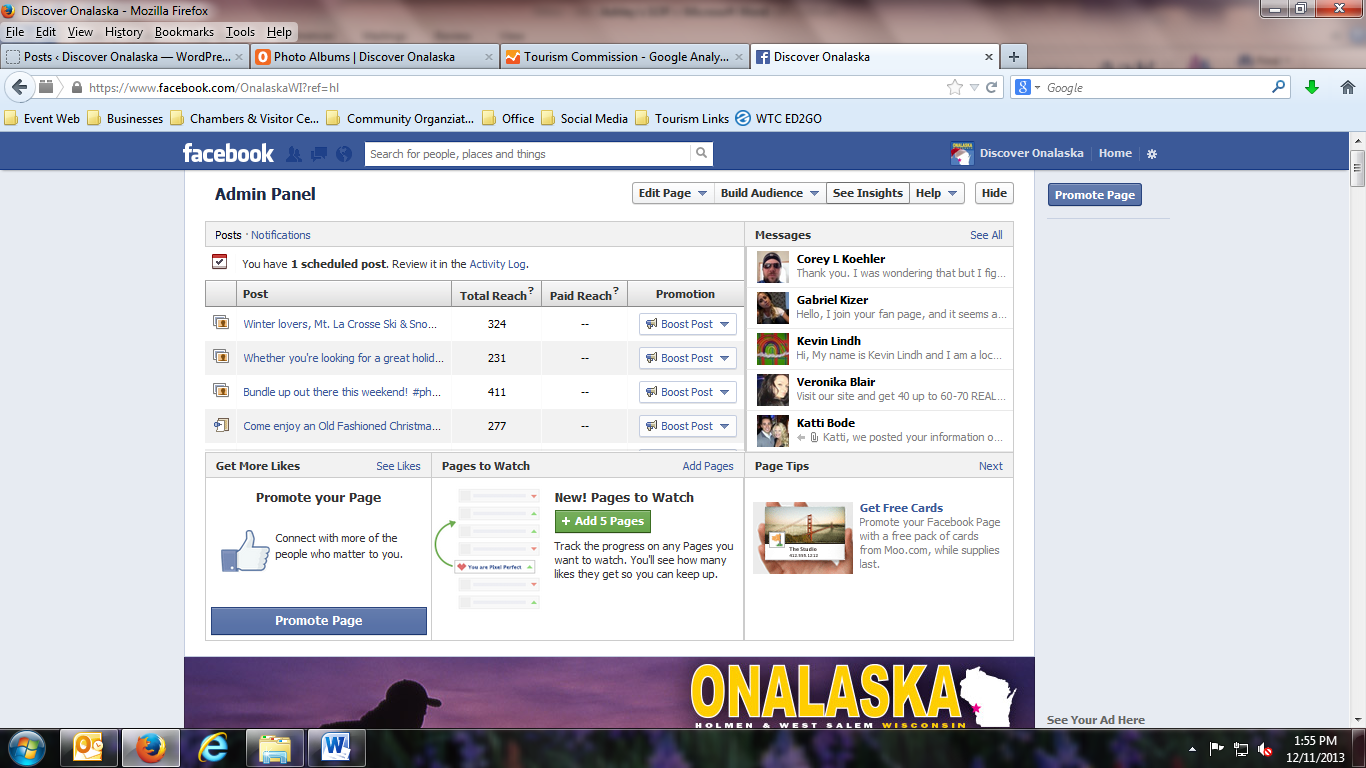 Discover Onalaska - Mozilla Firefox
File Edit View History Bookmarks Tools Help
Posts ‹ Discover Onalaska — WordPre...
Photo Albums | Discover Onalaska
Tourism Commission - Google Analy...
Discover Onalaska
https://www.facebook.com/OnalaskaWI?ref=hl
Google
Event Web Businesses Chambers & Visitor Ce... Community Organziat... Office Social Media Tourism Links WTC ED2GO
facebook
Search for people, places and things
Discover Onalaska Home
Admin Panel
Edit Page Build Audience See Insights Help Hide
Promote Page
Posts · Notifications
You have 1 scheduled post. Review it in the Activity Log.
Post Total Reach? Paid Reach? Promotion
Winter lovers, Mt. La Crosse Ski & Sno... 324 -- Boost Post
Whether you're looking for a great holid... 231 -- Boost Post
Bundle up out there this weekend! #ph... 411 -- Boost Post
Come enjoy an Old Fashioned Christma... 277 -- Boost Post
Messages See All
Corey L Koehler
Thank you. I was wondering that but I fig...
Gabriel Kizer
Hello, I join your fan page, and it seems a...
Kevin Lindh
Hi, My name is Kevin Lindh and I am a loc...
Veronika Blair
Visit our site and get 40 up to 60-70 REAL...
Katti Bode
Katti, we posted your information o...
Get More Likes See Likes
Promote your Page
Connect with more of the
people who matter to you.
Promote Page
Pages to Watch Add Pages
You are Pixel Perfect
New! Pages to Watch
+ Add 5 Pages
Track the progress on any Pages you
want to watch. You'll see how many
likes they get so you can keep up.
Page Tips Next
The Studio
Get Free Cards
Promote your Facebook Page
with a free pack of cards
from Moo.com, while supplies
last.
ONALASKA
HOLMEN & WEST SALEM WISCONSIN
See Your Ad Here
1:55 PM
12/11/2013